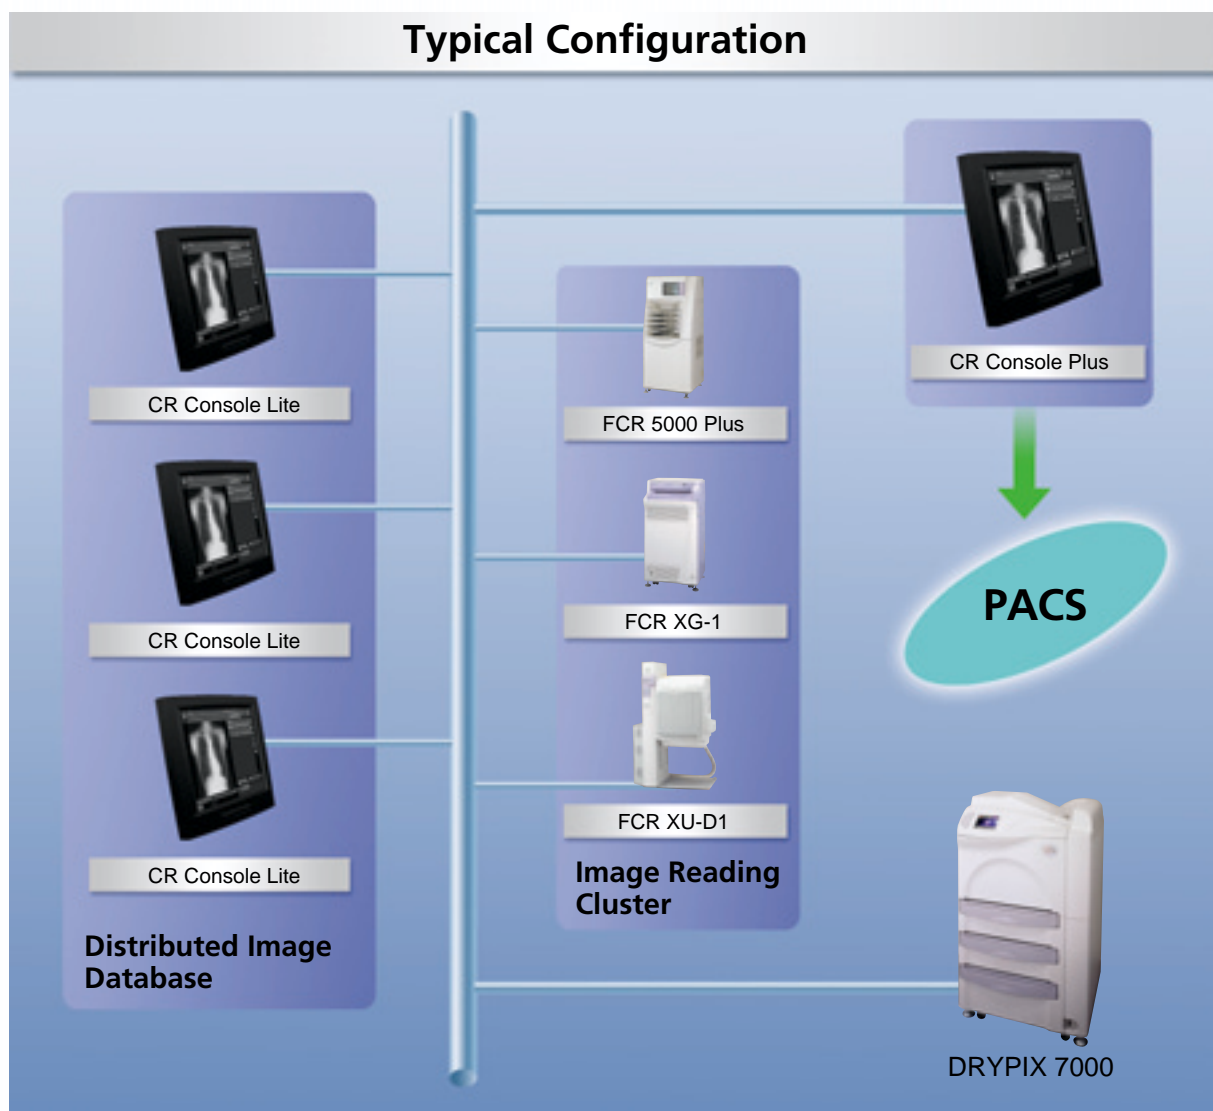 Typical Configuration
CR Console Lite
CR Console Lite
CR Console Lite
Distributed Image
Database
FCR 5000 Plus
FCR XG-1
FCR XU-D1
Image Reading
Cluster
CR Console Plus
PACS
DRYPIX 7000